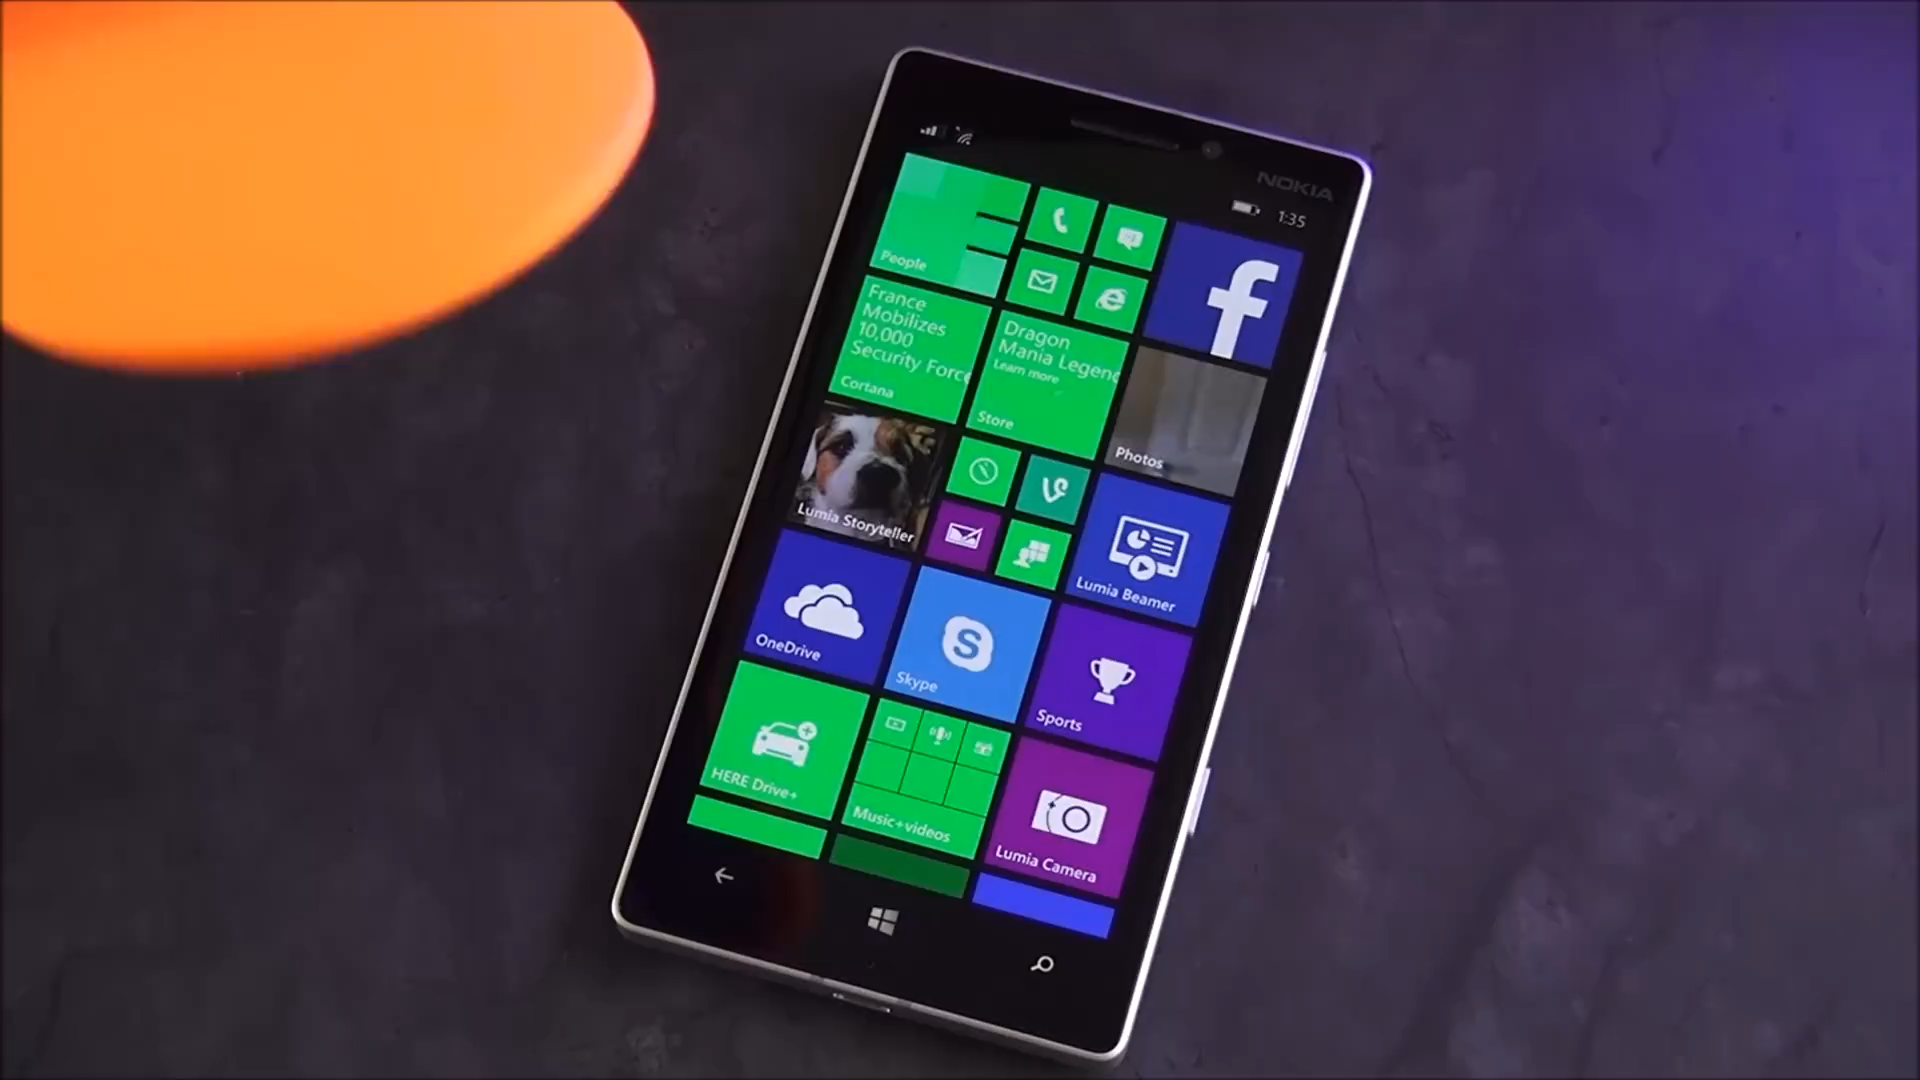 NOKIA
1:35
People
France
Mobilizes
10,000
Security Forc
Cortana
Dragon
Mania Legend
Learn more
Store
Photos
Lumia Storyteller
Lumia Beamer
OneDrive
Skype
Sports
HERE Drive+
Music+videos
Lumia Camera